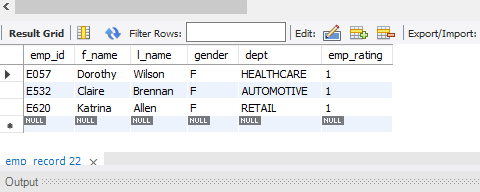 Result Grid Filter Rows: Edit: Export/Import:
emp_id f_name l_name gender dept emp_rating
E057 Dorothy Wilson F HEALTHCARE 1
E532 Claire Brennan F AUTOMOTIVE 1
E620 Katrina Allen F RETAIL 1
NULL NULL NULL NULL NULL NULL
emp_record 22 ×
Output